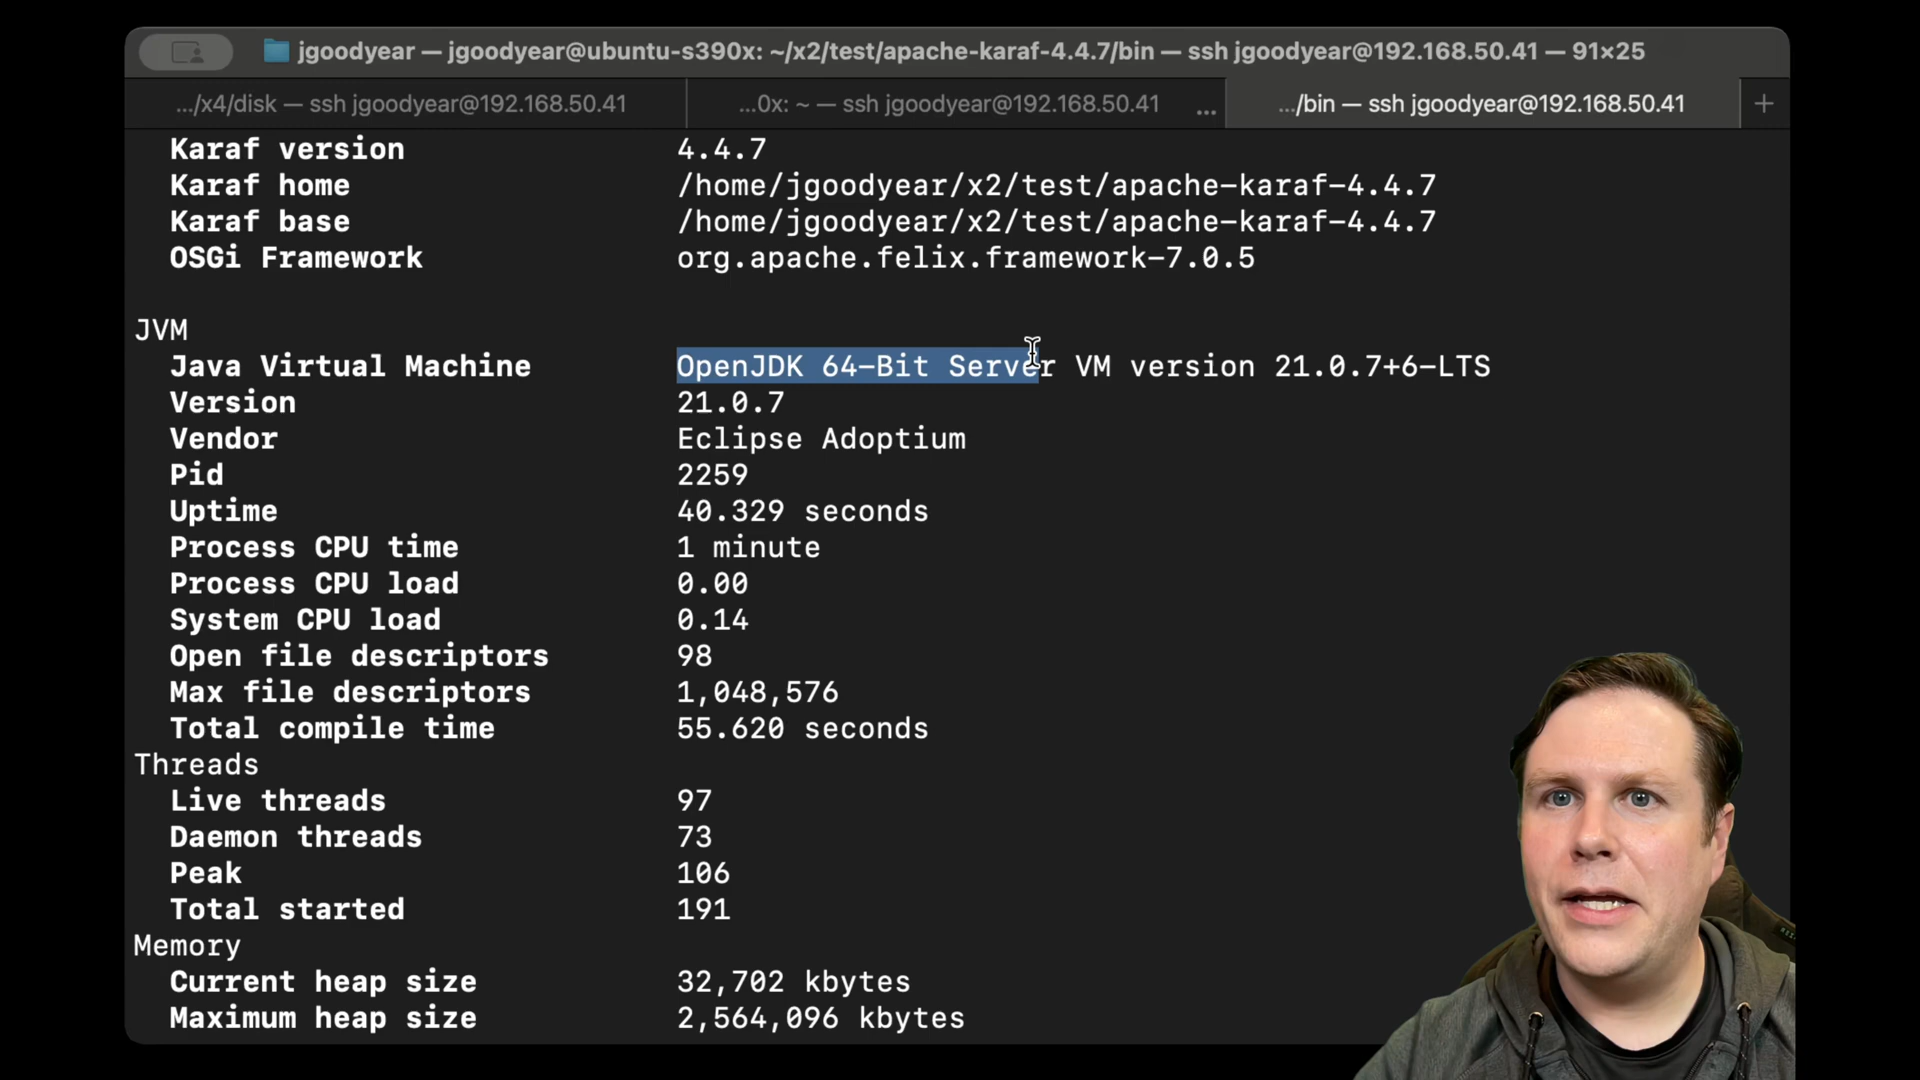 jgoodyear — jgoodyear@ubuntu-s390x: ~/x2/test/apache-karaf-4.4.7/bin — ssh jgoodyear@192.168.50.41 — 91×25
.../x4/disk — ssh jgoodyear@192.168.50.41 ...0x: ~ — ssh jgoodyear@192.168.50.41 ... .../bin — ssh jgoodyear@192.168.50.41 +
Karaf version 4.4.7
Karaf home /home/jgoodyear/x2/test/apache-karaf-4.4.7
Karaf base /home/jgoodyear/x2/test/apache-karaf-4.4.7
OSGi Framework org.apache.felix.framework-7.0.5
JVM
Java Virtual Machine OpenJDK 64-Bit Server VM version 21.0.7+6-LTS
Version 21.0.7
Vendor Eclipse Adoptium
Pid 2259
Uptime 40.329 seconds
Process CPU time 1 minute
Process CPU load 0.00
System CPU load 0.14
Open file descriptors 98
Max file descriptors 1,048,576
Total compile time 55.620 seconds
Threads
Live threads 97
Daemon threads 73
Peak 106
Total started 191
Memory
Current heap size 32,702 kbytes
Maximum heap size 2,564,096 kbytes